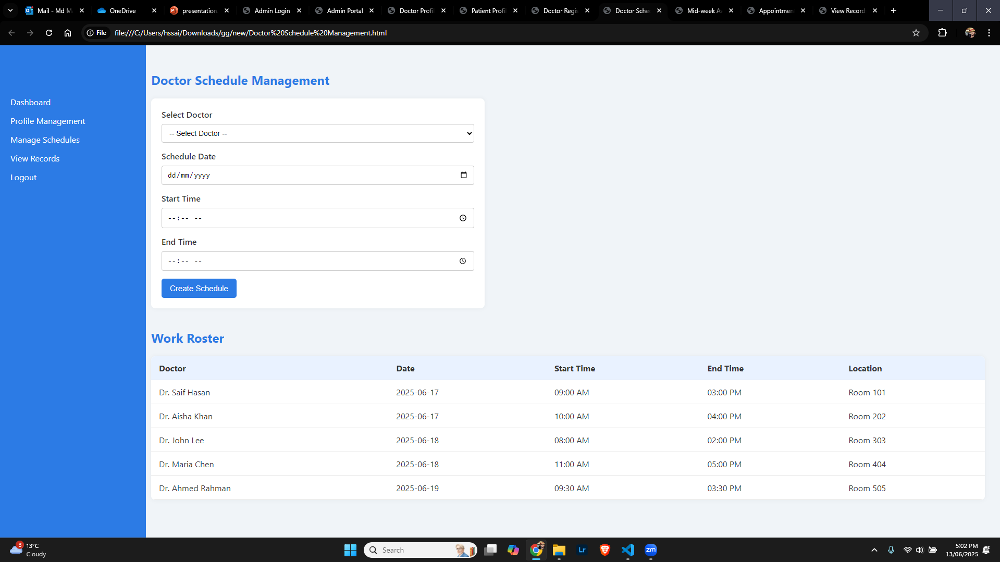 Mail - Md M
OneDrive
presentation
Admin Login
Admin Portal
Doctor Profil
Patient Profil
Doctor Regis
Doctor Sche
Mid-week A
Appointmen
View Record
File file:///C:/Users/hssai/Downloads/gg/new/Doctor%20Schedule%20Management.html
Dashboard
Profile Management
Manage Schedules
View Records
Logout
Doctor Schedule Management
Select Doctor
-- Select Doctor --
Schedule Date
dd/mm/yyyy
Start Time
--:-- --
End Time
--:-- --
Create Schedule
Work Roster
Doctor Date Start Time End Time Location
Dr. Saif Hasan 2025-06-17 09:00 AM 03:00 PM Room 101
Dr. Aisha Khan 2025-06-17 10:00 AM 04:00 PM Room 202
Dr. John Lee 2025-06-18 08:00 AM 02:00 PM Room 303
Dr. Maria Chen 2025-06-18 11:00 AM 05:00 PM Room 404
Dr. Ahmed Rahman 2025-06-19 09:30 AM 03:30 PM Room 505
3
13°C
Cloudy
Search
Lr
zm
5:02 PM
13/06/2025